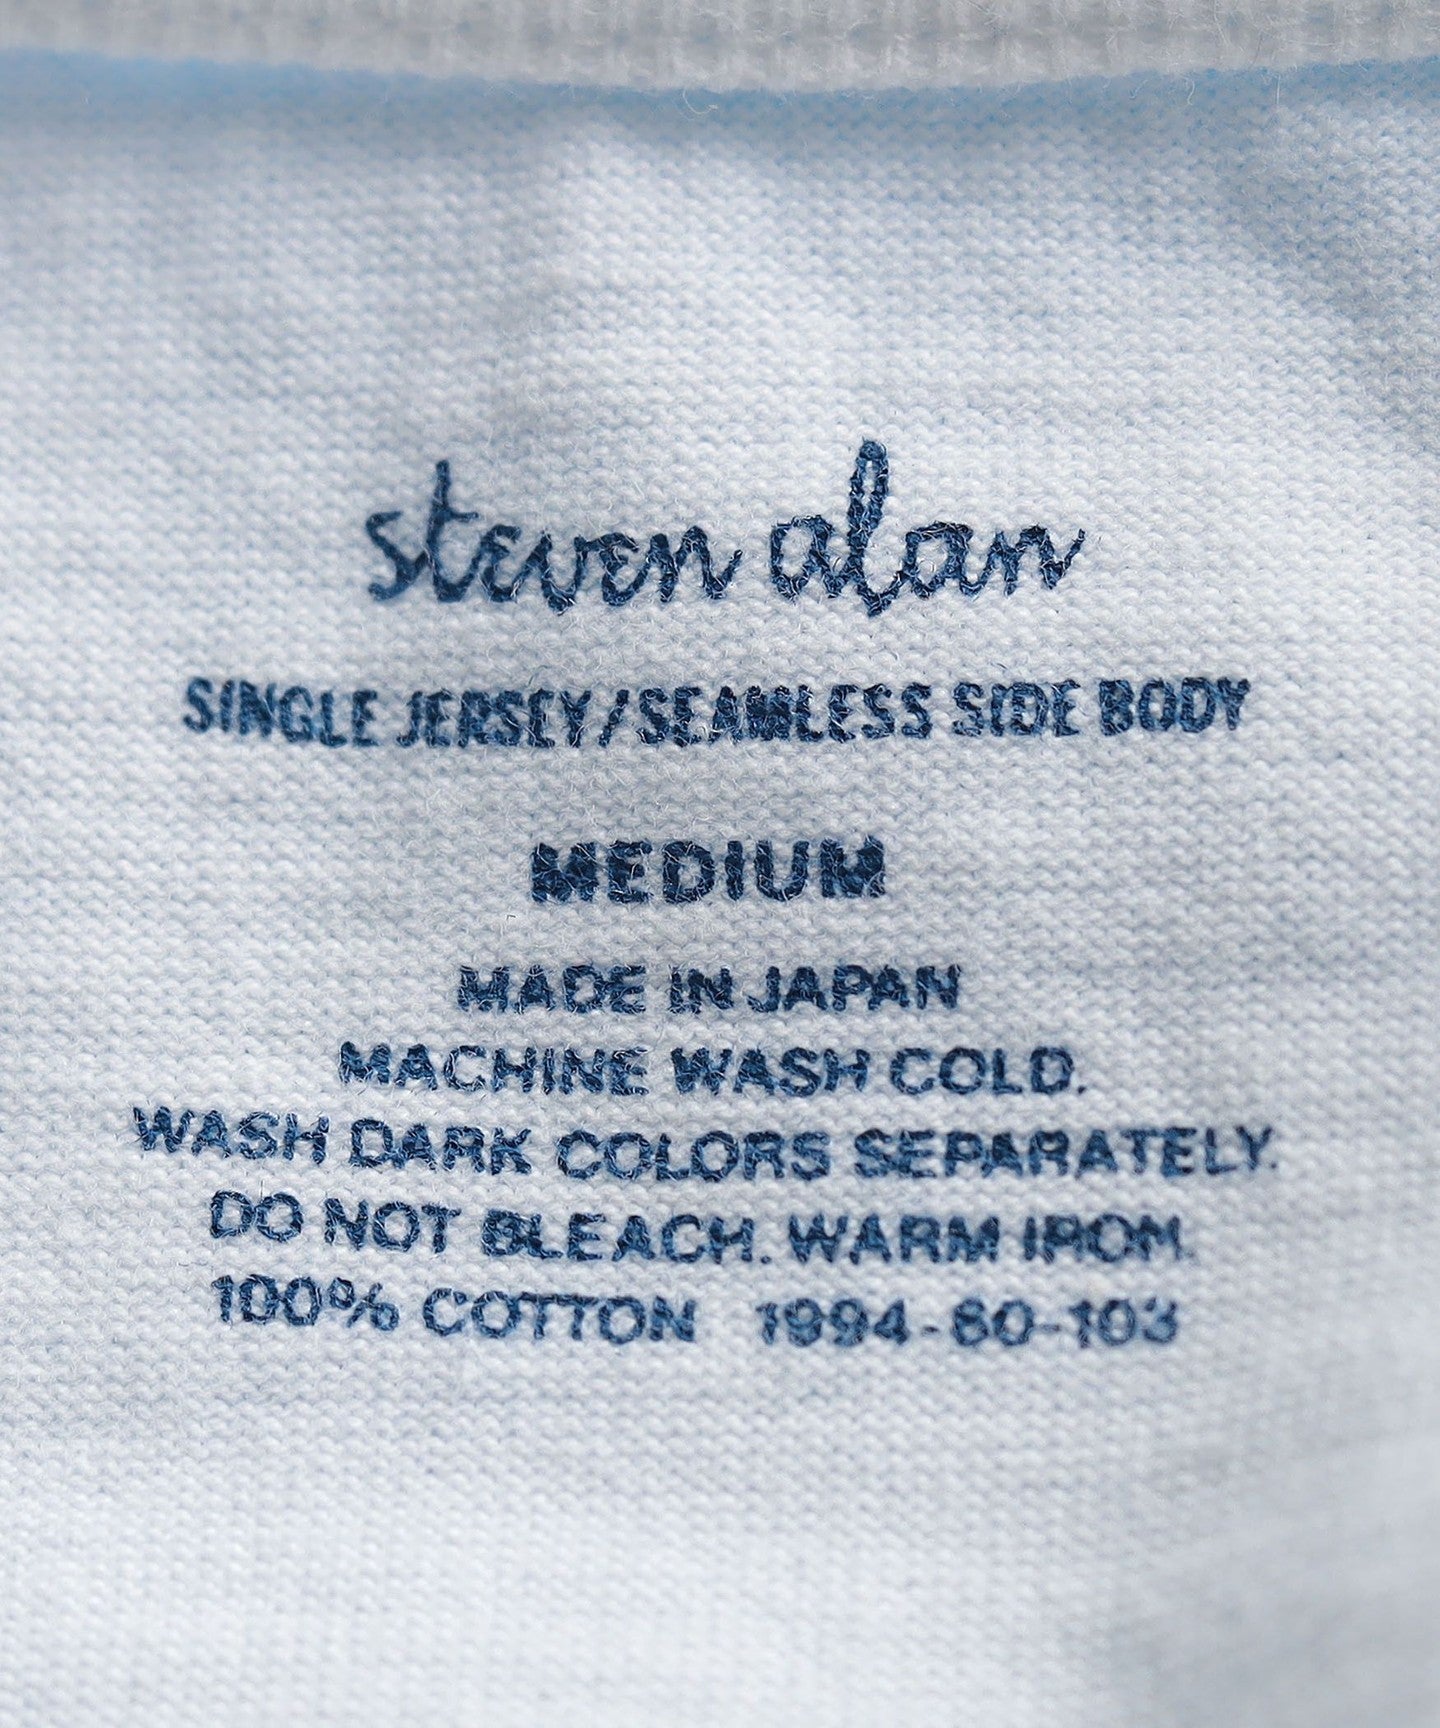 steven alan
SINGLE JERSEY/SEAMLESS SIDE BODY
MEDIUM
MADE IN JAPAN
MACHINE WASH COLD.
WASH DARK COLORS SEPARATELY.
DO NOT BLEACH. WARM IRON.
100% COTTON 1994-80-103